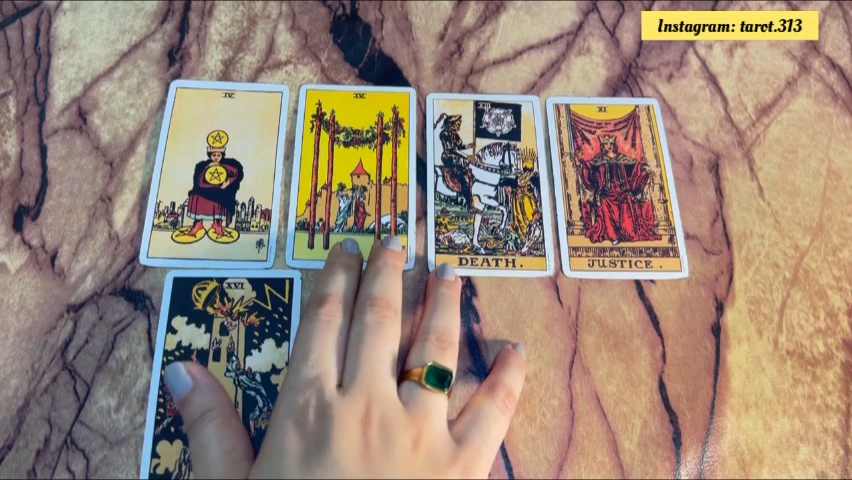 Instagram: tarot.313
IV
IV
XIII
XI
DEATH.
JUSTICE.
XVI